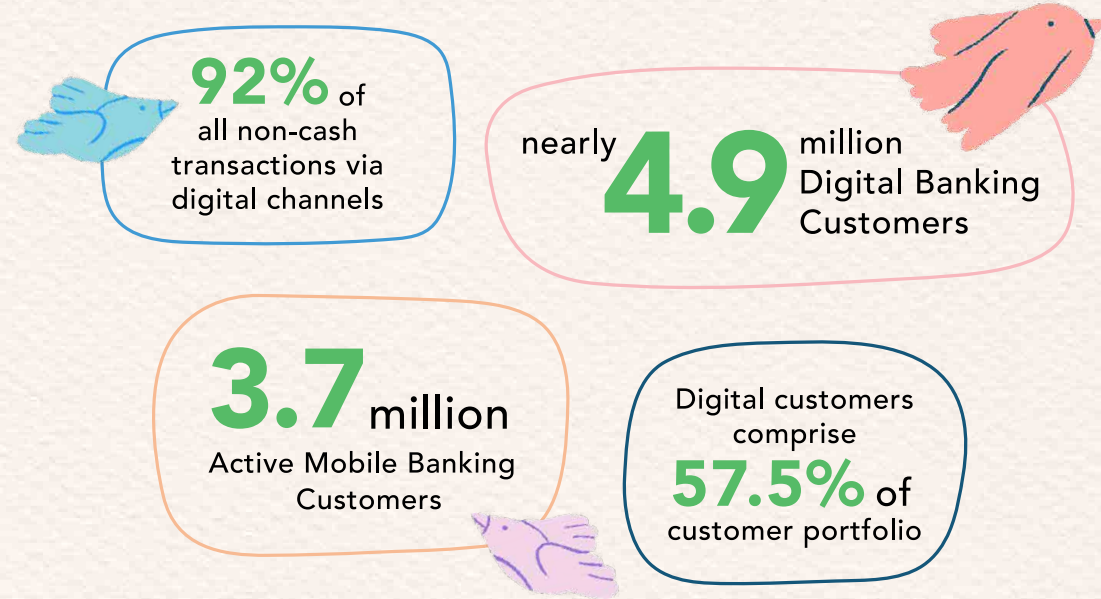 92% of
all non-cash
transactions via
digital channels
nearly 4.9 million
Digital Banking
Customers
3.7 million
Active Mobile Banking
Customers
Digital customers
comprise
57.5% of
customer portfolio